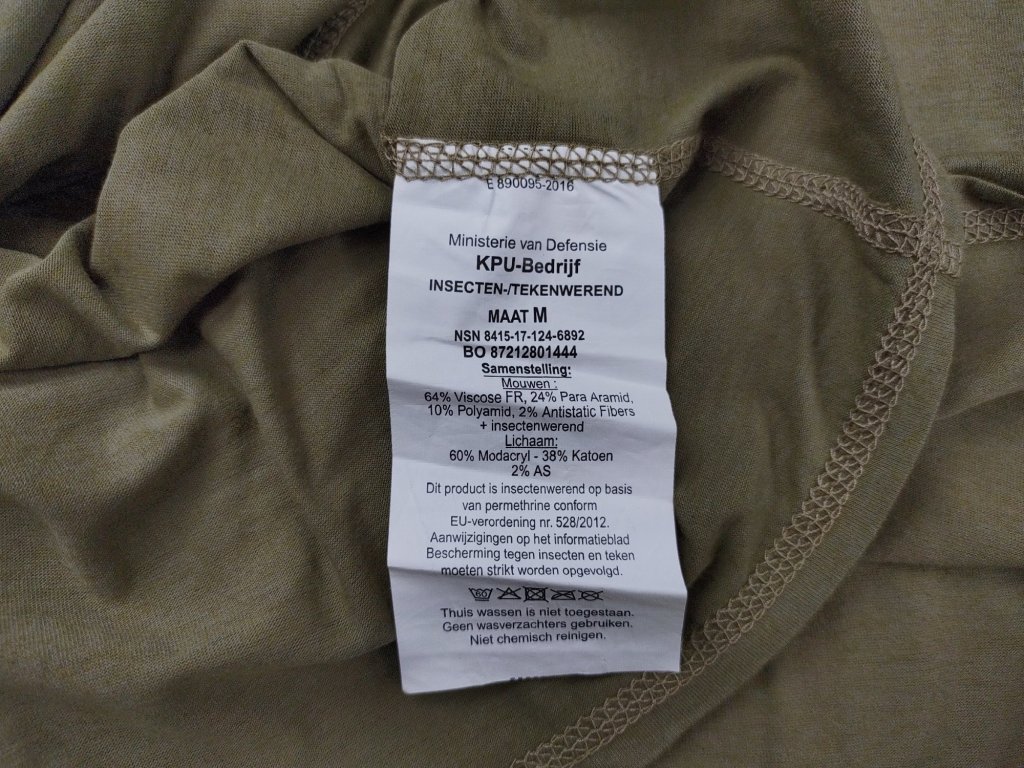 E 890095-2016
Ministerie van Defensie
KPU-Bedrijf
INSECTEN-/TEKENWEREND
MAAT M
NSN 8415-17-124-6892
BO 87212801444
Samenstelling:
Mouwen :
64% Viscose FR, 24% Para Aramid,
10% Polyamid, 2% Antistatic Fibers
+ insectenwerend
Lichaam:
60% Modacryl - 38% Katoen
2% AS
Dit product is insectenwerend op basis
van permethrine conform
EU-verordening nr. 528/2012.
Aanwijzigingen op het informatieblad
Bescherming tegen insecten en teken
moeten strikt worden opgevolgd.
60
Thuis wassen is niet toegestaan.
Geen wasverzachters gebruiken.
Niet chemisch reinigen.